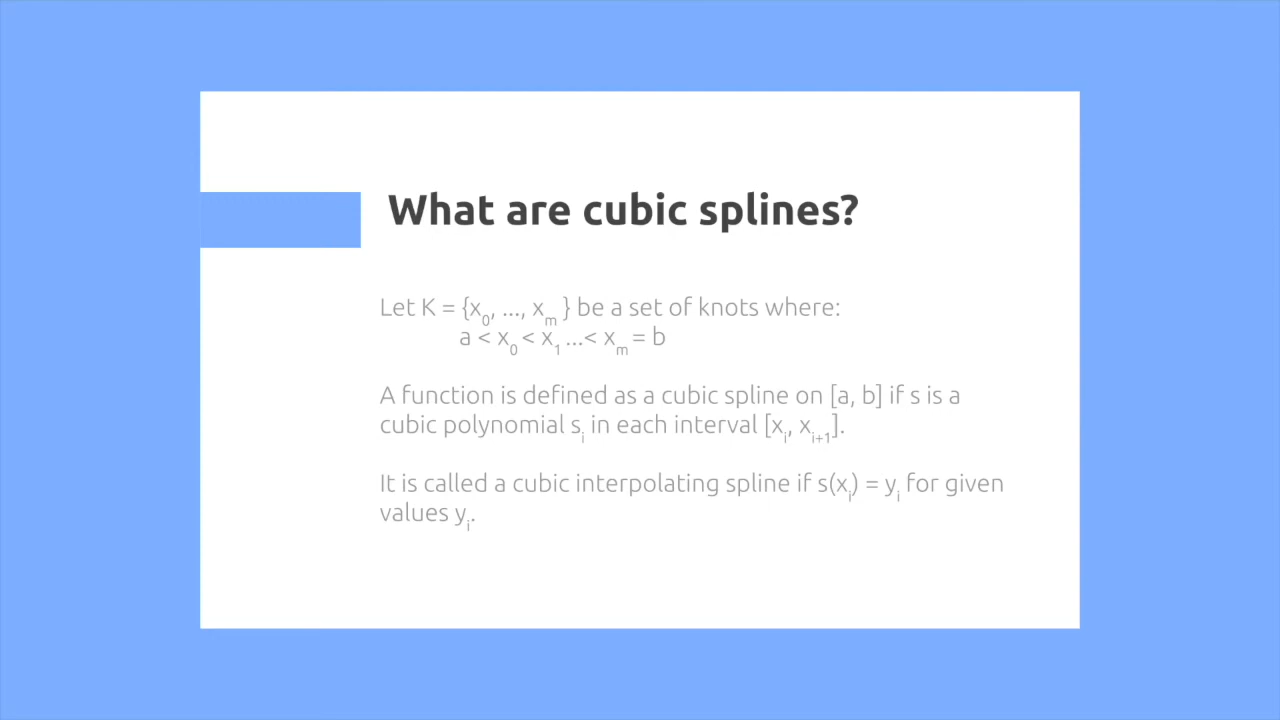 What are cubic splines?
Let K = {x₀, ..., xₘ } be a set of knots where:
a < x₀ < x₁ ...< xₘ = b
A function is defined as a cubic spline on [a, b] if s is a
cubic polynomial sᵢ in each interval [xᵢ, xᵢ₊₁].
It is called a cubic interpolating spline if s(xᵢ) = yᵢ for given
values yᵢ.